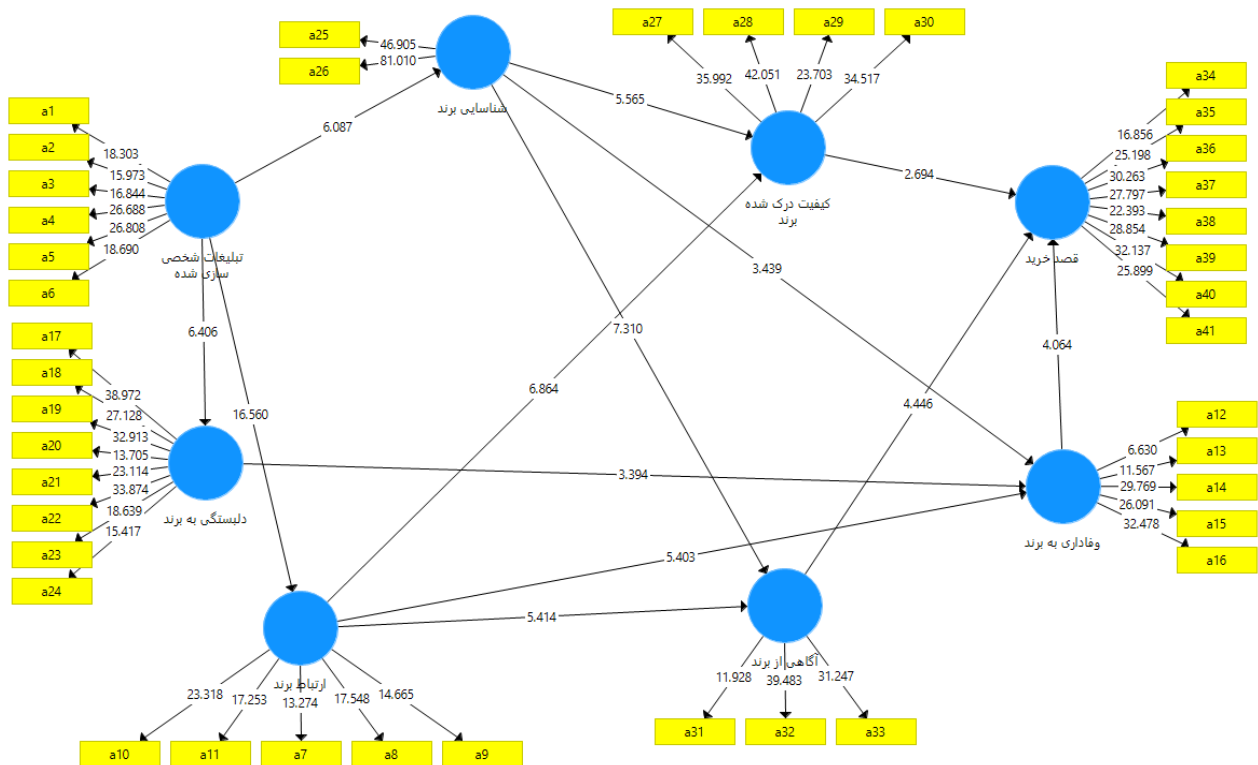 a25
a26
46.905
81.010
شناسایی برند
a27
a28
a29
a30
35.992
42.051
23.703
34.517
کیفیت درک شده
برند
a34
a35
a36
a37
a38
a39
a40
a41
16.856
25.198
30.263
27.797
22.393
28.854
32.137
25.899
قصد خرید
a1
a2
a3
a4
a5
a6
18.303
15.973
16.844
26.688
26.808
18.690
تبلیغات شخصی
سازی شده
6.087
5.565
2.694
3.439
7.310
6.864
4.446
4.064
6.406
16.560
a17
a18
a19
a20
a21
a22
a23
a24
38.972
27.128
32.913
13.705
23.114
33.874
18.639
15.417
دلبستگی به برند
3.394
5.403
5.414
a12
a13
a14
a15
a16
6.630
11.567
29.769
26.091
32.478
وفاداری به برند
ارتباط برند
23.318
17.253
13.274
17.548
14.665
a10
a11
a7
a8
a9
آگاهی از برند
11.928
39.483
31.247
a31
a32
a33